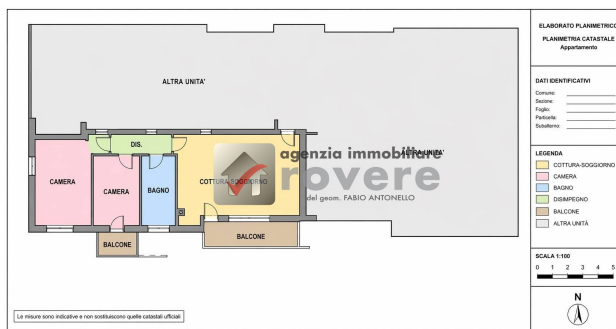 ALTRA UNITA'
DIS.
CAMERA
CAMERA
BAGNO
COTTURA-SOGGIORNO
ALTRA UNITA'
agenzia immobiliare
rovere
del geom. FABIO ANTONELLO
BALCONE
BALCONE
Le misure sono indicative e non sostituiscono quelle catastali ufficiali
ELABORATO PLANIMETRICO
PLANIMETRIA CATASTALE
Appartamento
DATI IDENTIFICATIVI
Comune:
Sezione:
Foglio:
Particella:
Subalterno:
LEGENDA
COTTURA-SOGGIORNO
CAMERA
BAGNO
DISIMPEGNO
BALCONE
ALTRA UNITÀ
SCALA 1:100
0 1 2 3 4 5
N